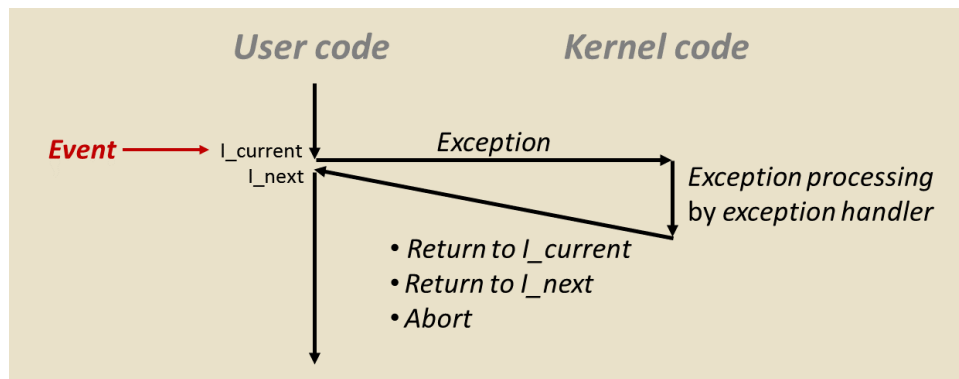 User code
Kernel code
Event
I_current
I_next
Exception
Exception processing
by exception handler
• Return to I_current
• Return to I_next
• Abort